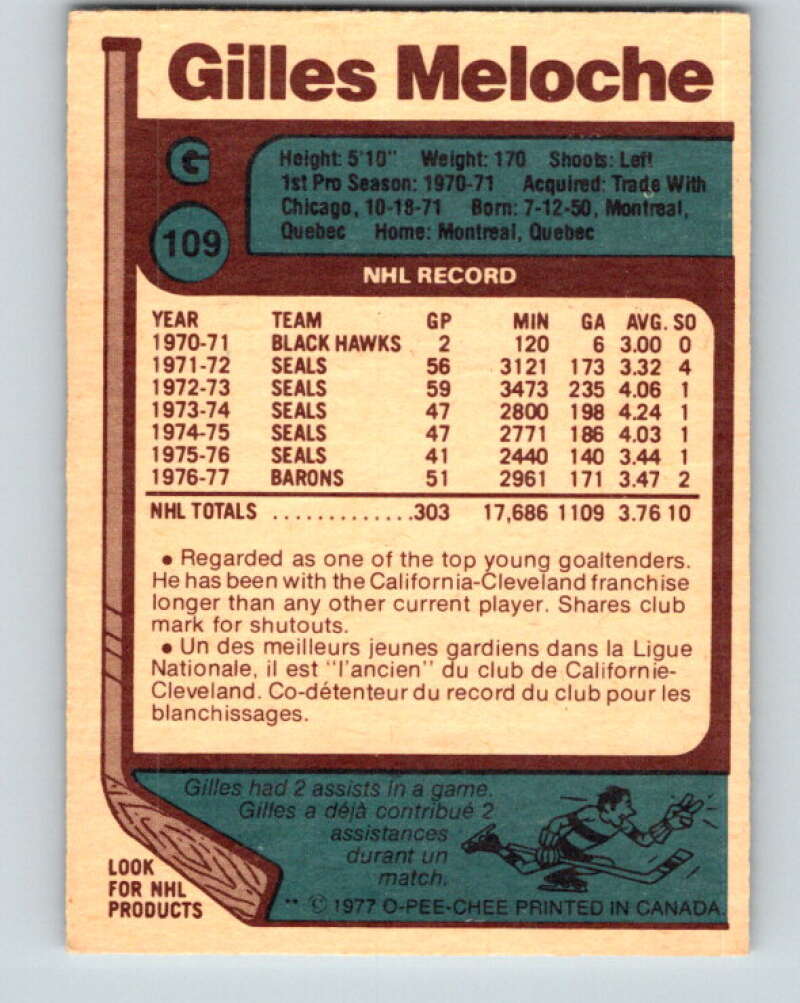 Gilles Meloche
G
109
Height: 5'10" Weight: 170 Shoots: Left
1st Pro Season: 1970-71 Acquired: Trade With
Chicago, 10-18-71 Born: 7-12-50, Montreal,
Quebec Home: Montreal, Quebec
NHL RECORD
YEAR TEAM GP MIN GA AVG. SO
1970-71 BLACK HAWKS 2 120 6 3.00 0
1971-72 SEALS 56 3121 173 3.32 4
1972-73 SEALS 59 3473 235 4.06 1
1973-74 SEALS 47 2800 198 4.24 1
1974-75 SEALS 47 2771 186 4.03 1
1975-76 SEALS 41 2440 140 3.44 1
1976-77 BARONS 51 2961 171 3.47 2
NHL TOTALS .............303 17,686 1109 3.76 10
• Regarded as one of the top young goaltenders.
He has been with the California-Cleveland franchise
longer than any other current player. Shares club
mark for shutouts.
• Un des meilleurs jeunes gardiens dans la Ligue
Nationale, il est "l'ancien" du club de Californie-
Cleveland. Co-détenteur du record du club pour les
blanchissages.
Gilles had 2 assists in a game.
Gilles a déjà contribué 2
assistances
durant un
match.
LOOK
FOR NHL
PRODUCTS
** © 1977 O-PEE-CHEE PRINTED IN CANADA